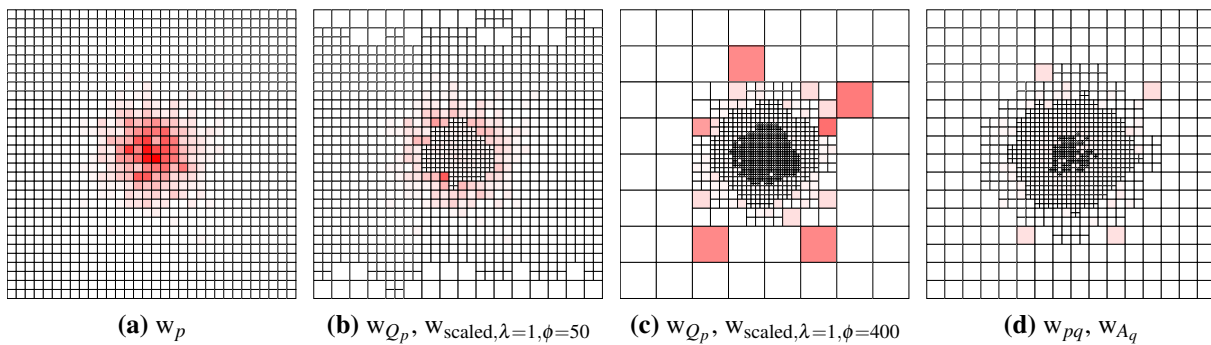 (a) w_p
(b) w_{Q_p}, w_{scaled,λ=1,ϕ=50}
(c) w_{Q_p}, w_{scaled,λ=1,ϕ=400}
(d) w_{pq}, w_{A_q}